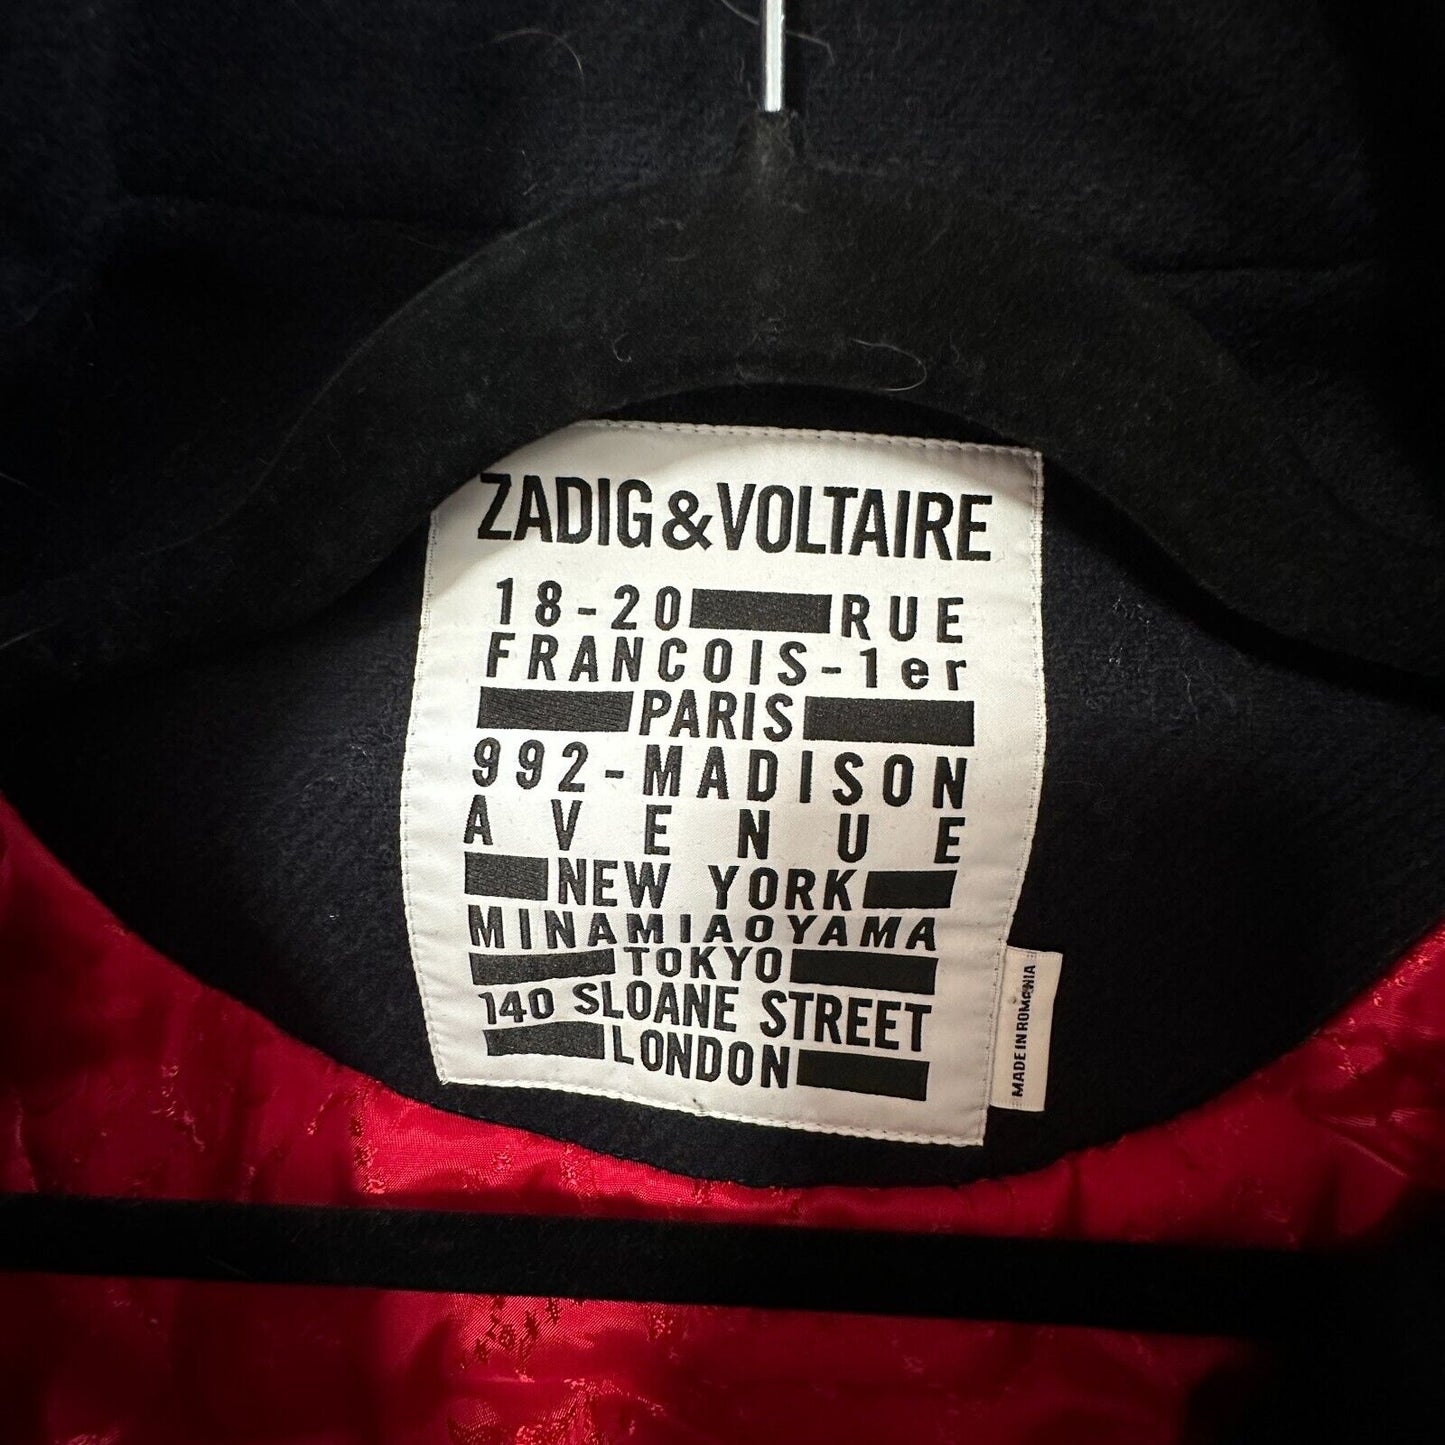 ZADIG&VOLTAIRE
18-20 RUE
FRANCOIS-1er
PARIS
992-MADISON
AVENUE
NEW YORK
MINAMIAOYAMA
TOKYO
140 SLOANE STREET
LONDON
MADE IN ROMANIA